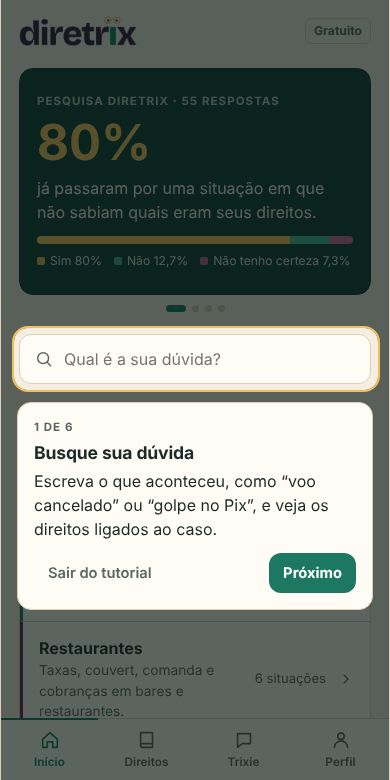 diretrix
Gratuito
PESQUISA DIRETRIX · 55 RESPOSTAS
80%
já passaram por uma situação em que
não sabiam quais eram seus direitos.
Sim 80% Não 12,7% Não tenho certeza 7,3%
Qual é a sua dúvida?
1 DE 6
Busque sua dúvida
Escreva o que aconteceu, como “voo
cancelado” ou “golpe no Pix”, e veja os
direitos ligados ao caso.
Sair do tutorial
Próximo
Restaurantes
Taxas, couvert, comanda e
cobranças em bares e
restaurantes.
6 situações
Início
Direitos
Trixie
Perfil